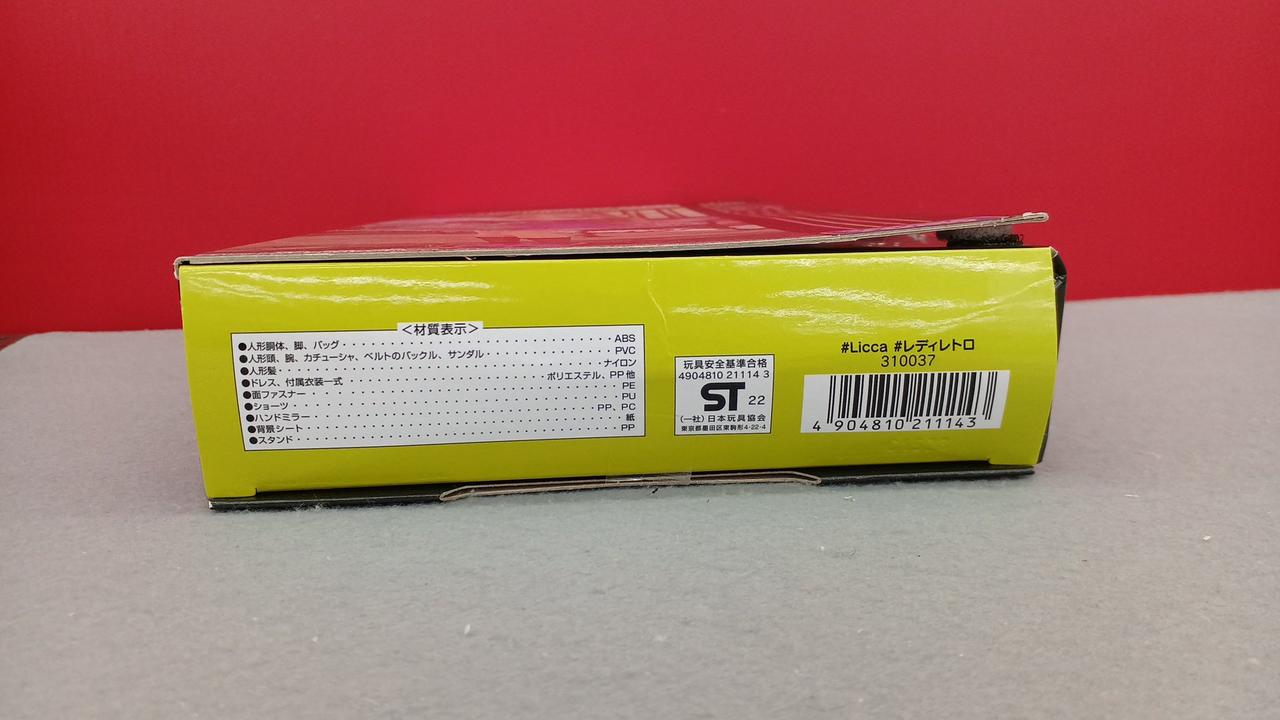 <材質表示>
●人形胴体、脚、バッグ ABS
●人形頭、腕、カチューシャ、ベルトのバックル、サンダル PVC
●人形髪 ナイロン
●ドレス、付属衣装一式 ポリエステル、PP他
●面ファスナー PE
●ショーツ PU
●ハンドミラー PP、PC
●背景シート 紙
●スタンド PP
玩具安全基準合格
4904810 21114 3
ST 22
(一社)日本玩具協会
東京都墨田区東駒形4-22-4
#Licca #レディレトロ
310037
4 904810 211143